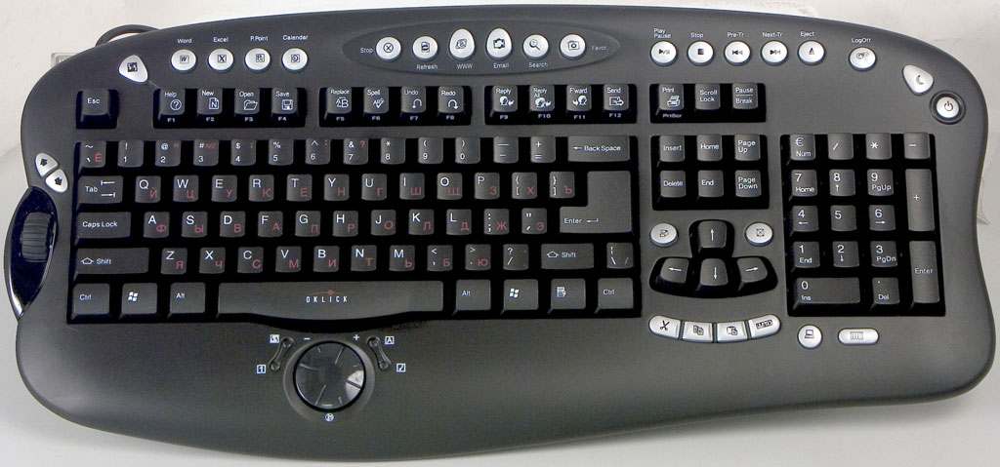 Word Excel P.Point Calendar
Stop Refresh WWW Email Search Favor.
Play Pause Stop Pre-Tr Next-Tr Eject LogOff
Esc
Help New Open Save
F1 F2 F3 F4
Replace Spell Undo Redo
F5 F6 F7 F8
Reply Reply All F'ward Send
F9 F10 F11 F12
Print Scroll Lock Pause Break
PrtScr
~ Ё ! 1 @ 2 # 3 $ 4 % 5 ^ 6 & 7 * 8 ( 9 ) 0 _ - + = ← Back Space
Insert Home Page Up
€ Num / * -
Tab Q Й W Ц E У R К T Е Y Н U Г I Ш O Щ P З { [ Х } ] Ъ
Delete End Page Down
7 Home 8 ↑ 9 PgUp +
Caps Lock A Ф S Ы D В F А G П H Р J О K Л L Д : ; Ж " ' Э Enter
4 ← 5 6 →
Shift Z Я X Ч C С V М B И N Т M Ь < , Б > . Ю ? / Shift | \ /
↑
1 End 2 ↓ 3 PgDn Enter
← ↓ →
Ctrl Alt OKLICK Alt Ctrl
0 Ins . Del
- +
A
1 2